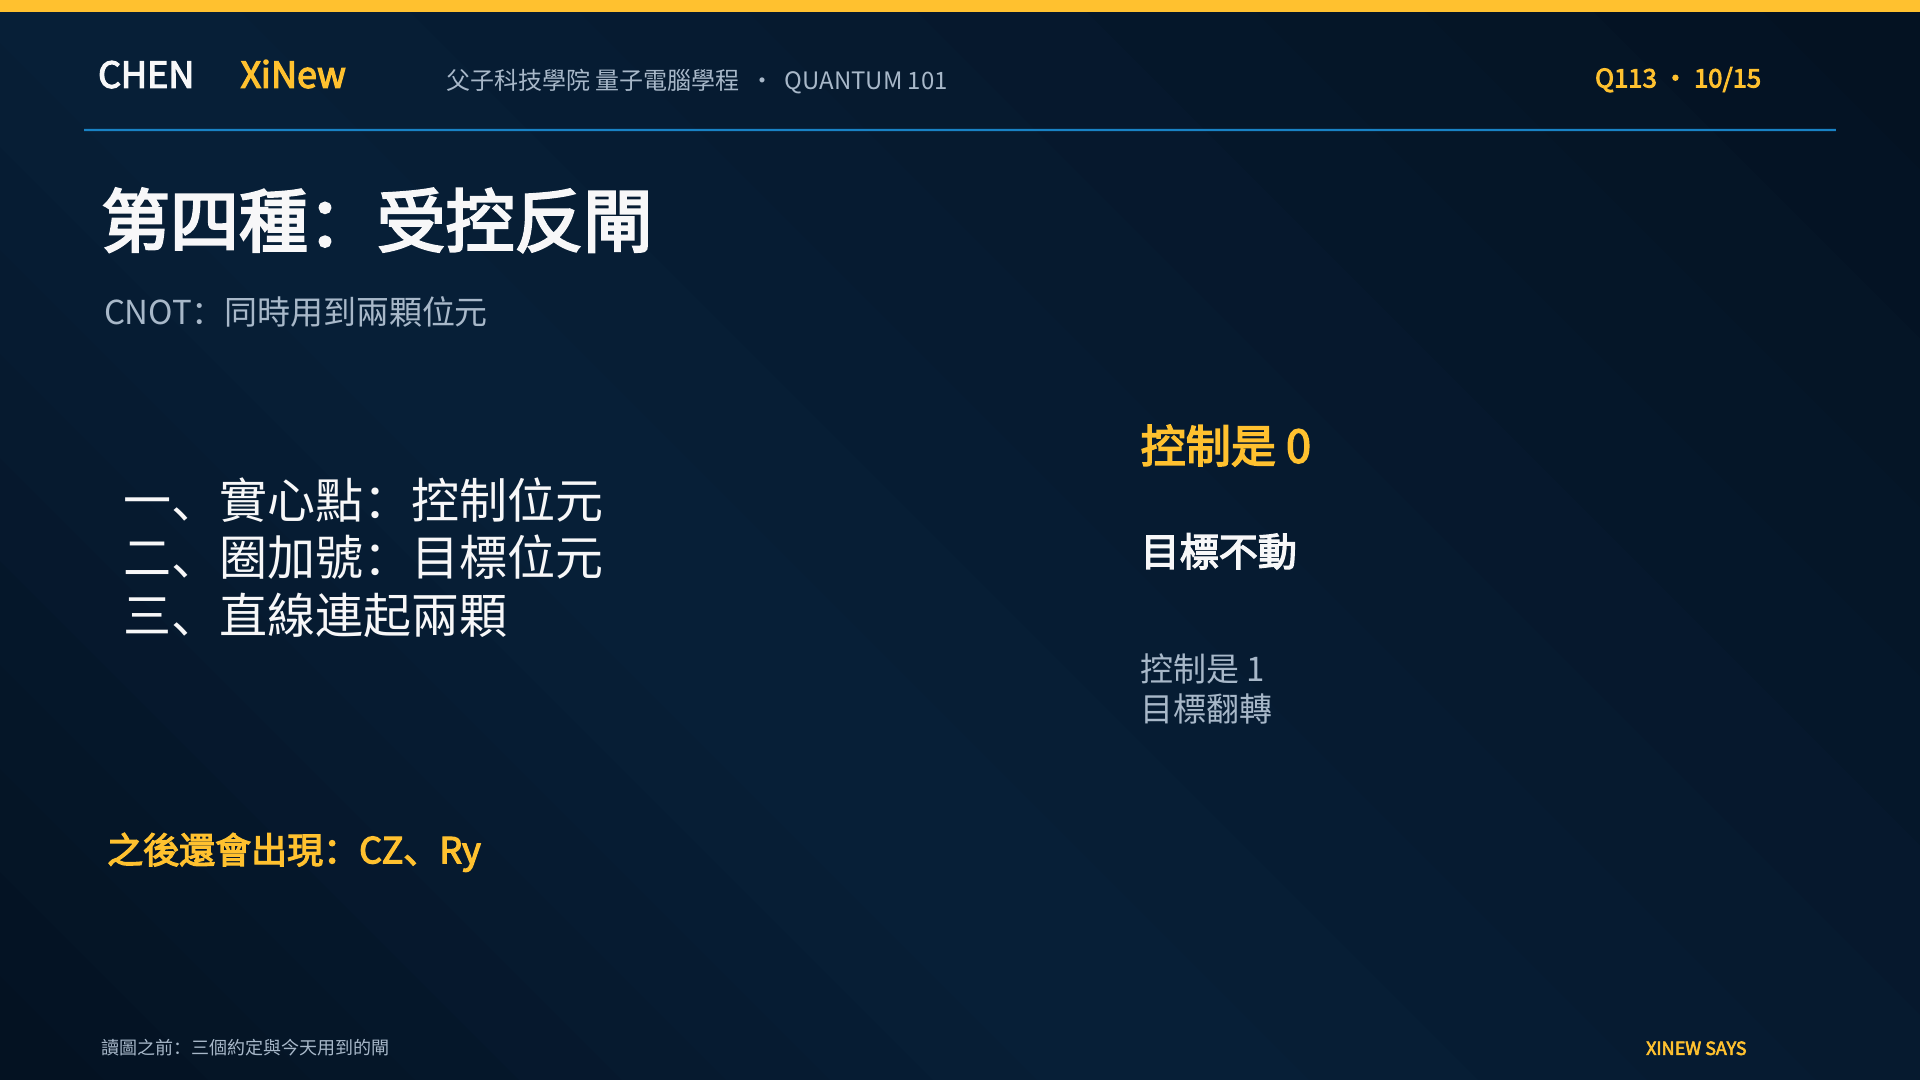 CHEN XiNew 父子科技學院 量子電腦學程 · QUANTUM 101 Q113 · 10/15
第四種：受控反閘
CNOT：同時用到兩顆位元
一、實心點：控制位元
二、圈加號：目標位元
三、直線連起兩顆
控制是 0
目標不動
控制是 1
目標翻轉
之後還會出現：CZ、Ry
讀圖之前：三個約定與今天用到的閘
XINEW SAYS